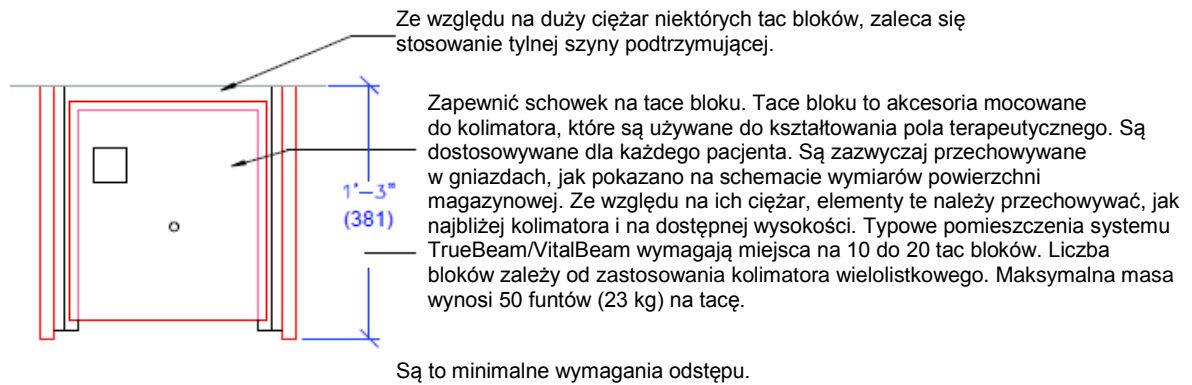 Ze względu na duży ciężar niektórych tac bloków, zaleca się
stosowanie tylnej szyny podtrzymującej.
Zapewnić schowek na tace bloku. Tace bloku to akcesoria mocowane
do kolimatora, które są używane do kształtowania pola terapeutycznego. Są
dostosowywane dla każdego pacjenta. Są zazwyczaj przechowywane
w gniazdach, jak pokazano na schemacie wymiarów powierzchni
magazynowej. Ze względu na ich ciężar, elementy te należy przechowywać, jak
najbliżej kolimatora i na dostępnej wysokości. Typowe pomieszczenia systemu
TrueBeam/VitalBeam wymagają miejsca na 10 do 20 tac bloków. Liczba
bloków zależy od zastosowania kolimatora wielolistkowego. Maksymalna masa
wynosi 50 funtów (23 kg) na tacę.
1'-3"
(381)
Są to minimalne wymagania odstępu.